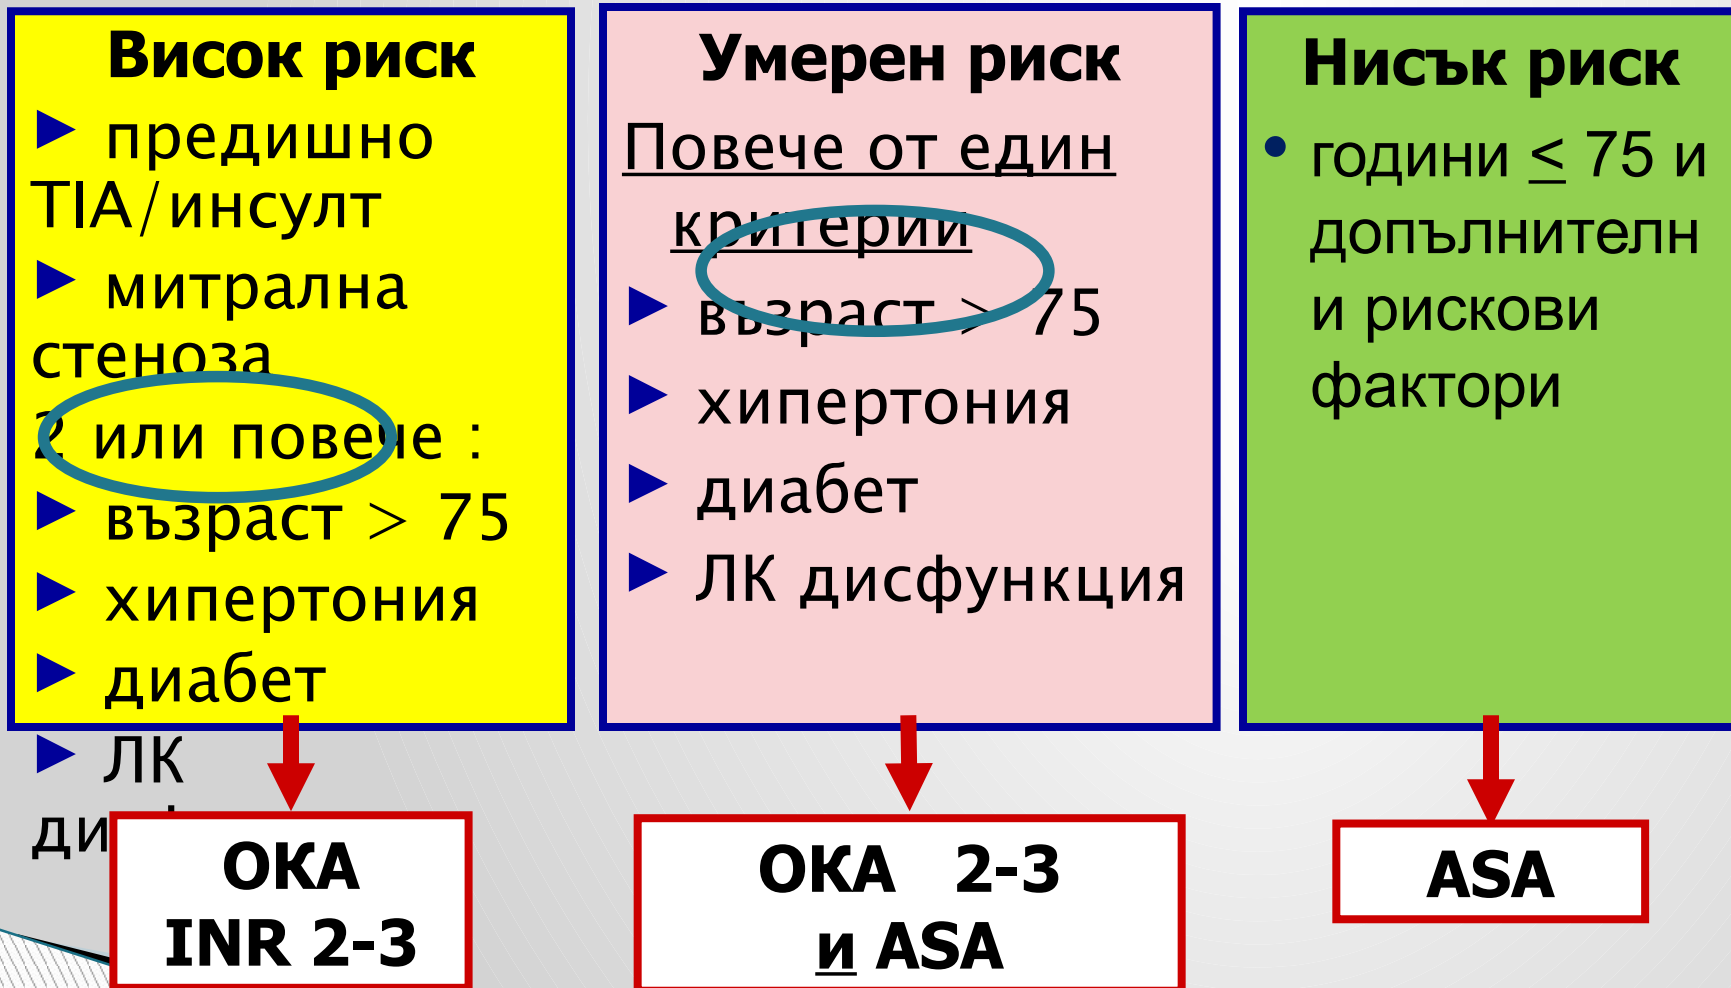 Висок риск
► предишно
TIA/инсулт
► митрална
стеноза
2 или повече :
► възраст > 75
► хипертония
► диабет
► ЛК
ОКА
INR 2-3
Умерен риск
Повече от един
критерии
► възраст > 75
► хипертония
► диабет
► ЛК дисфункция
ОКА 2-3
и ASA
Нисък риск
• години ≤ 75 и
допълнителн
и рискови
фактори
ASA